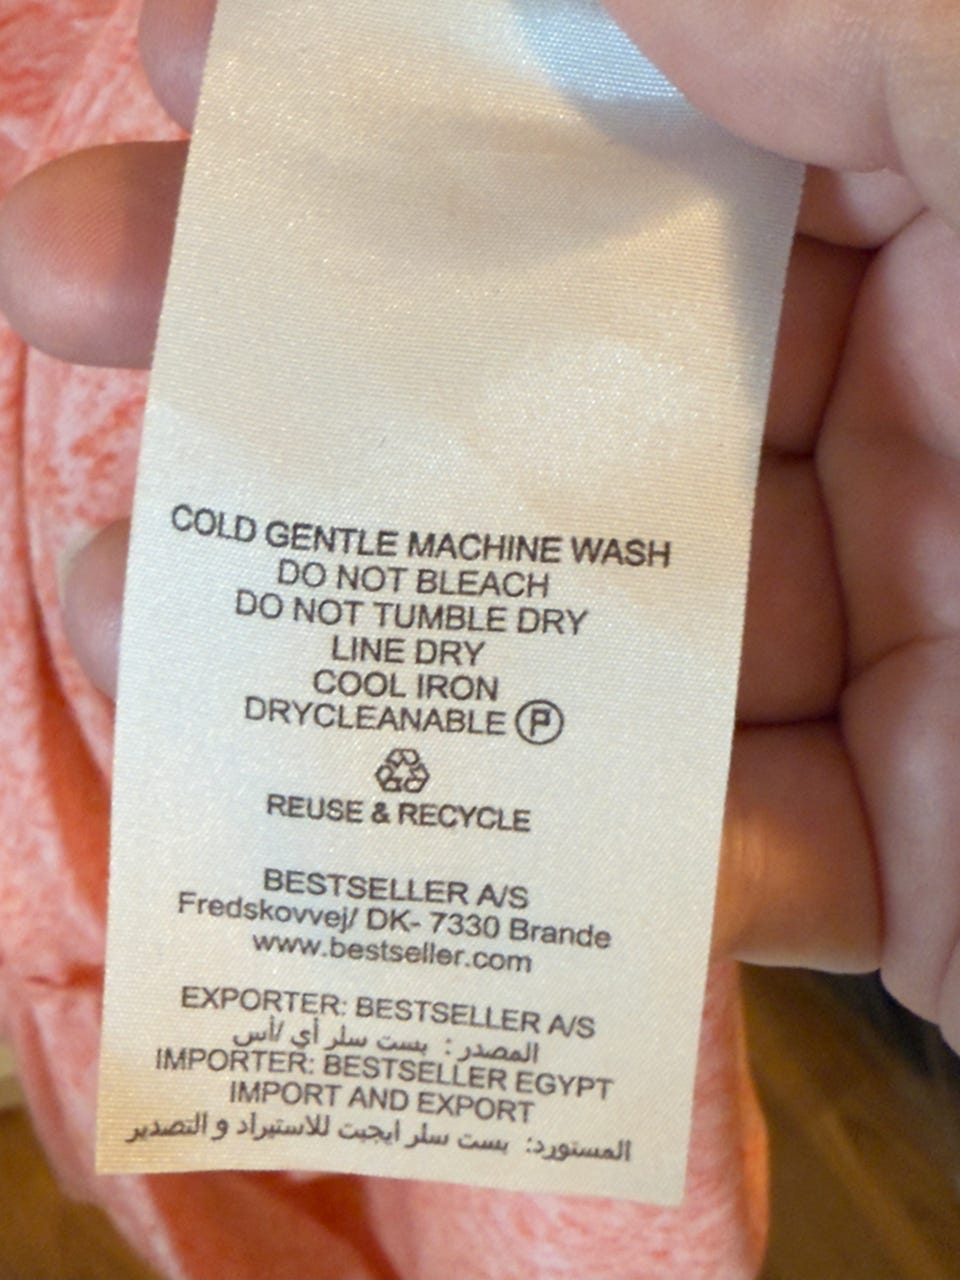 COLD GENTLE MACHINE WASH
DO NOT BLEACH
DO NOT TUMBLE DRY
LINE DRY
COOL IRON
DRYCLEANABLE Ⓟ
REUSE & RECYCLE
BESTSELLER A/S
Fredskovvej/ DK- 7330 Brande
www.bestseller.com
EXPORTER: BESTSELLER A/S
المصدر: بست سلر أي /أس
IMPORTER: BESTSELLER EGYPT
IMPORT AND EXPORT
المستورد: بست سلر ايجبت للاستيراد و التصدير